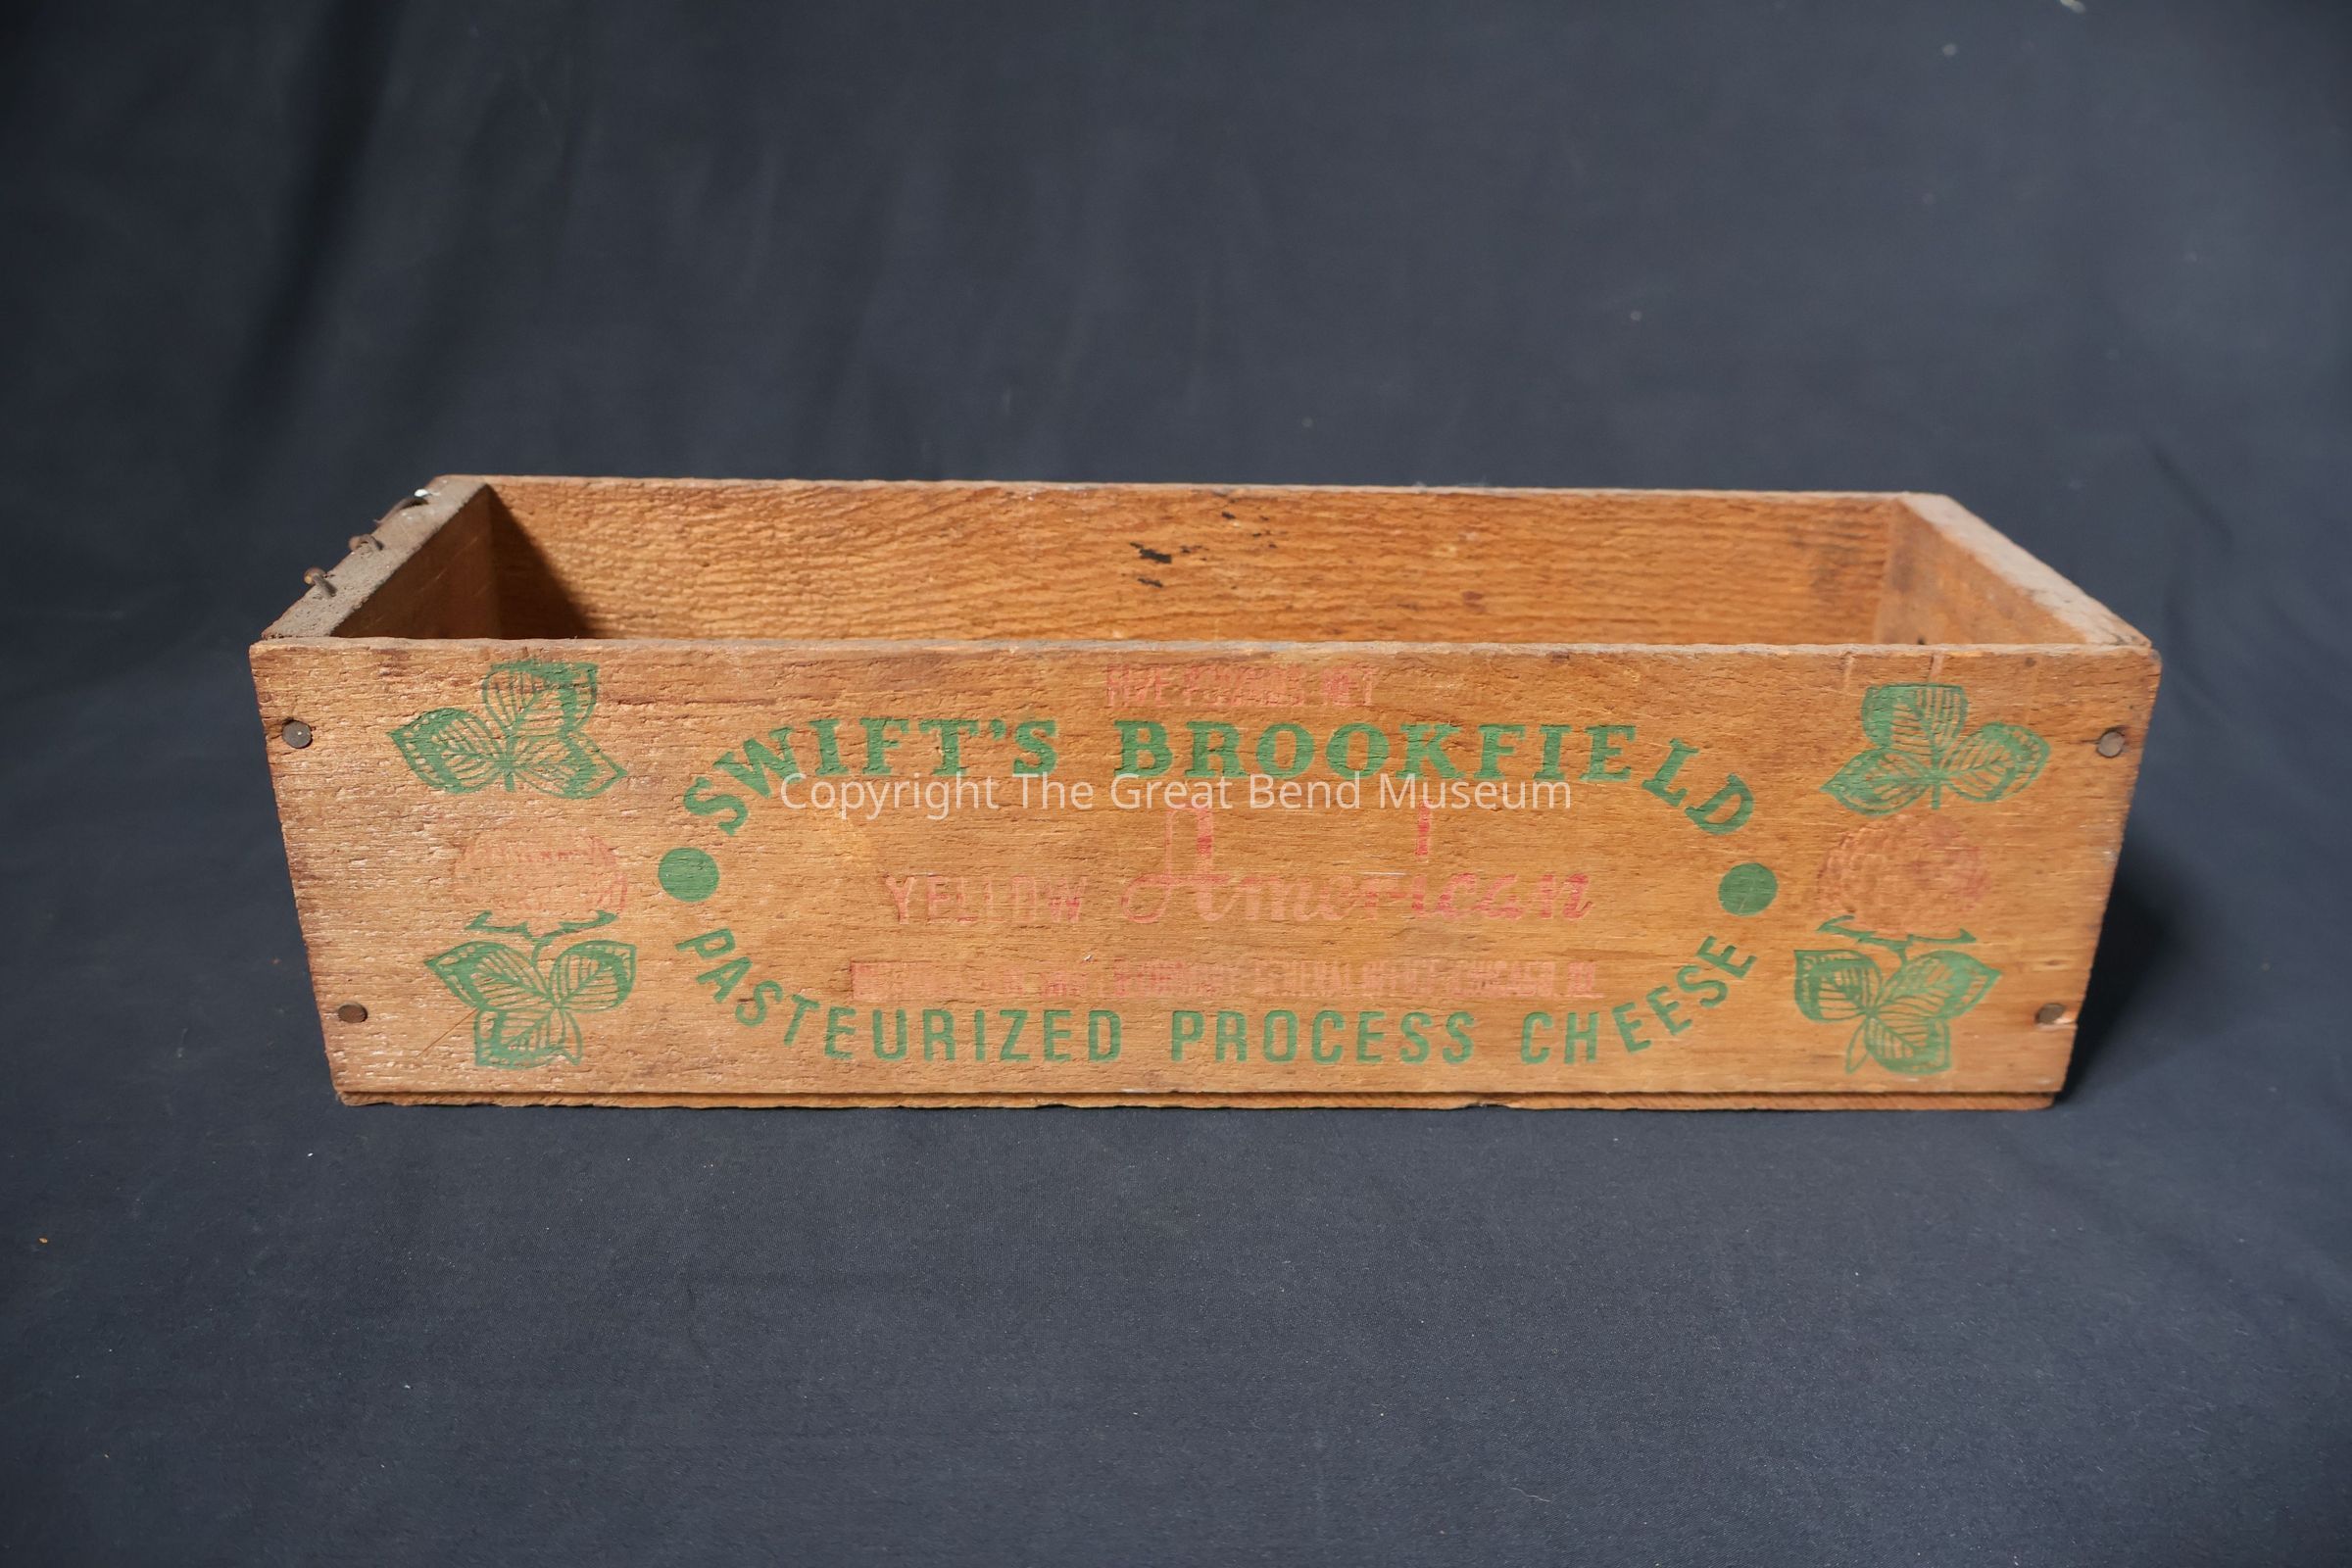 FIVE POUNDS NET
SWIFT'S BROOKFIELD
Copyright The Great Bend Museum
YELLOW American
PASTEURIZED PROCESS CHEESE